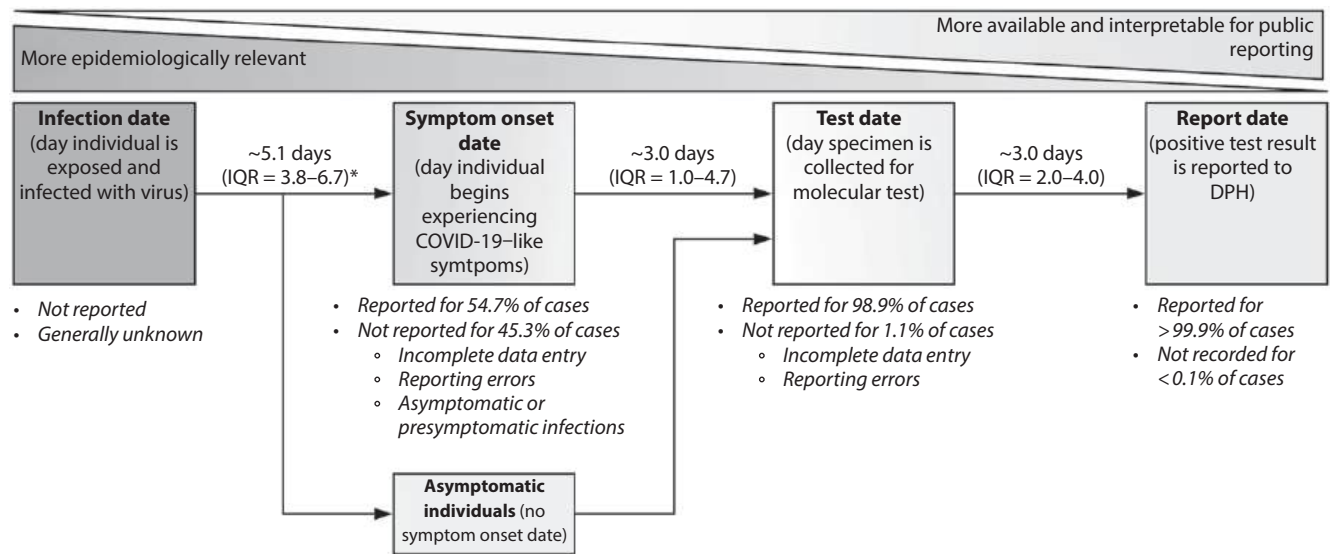 More available and interpretable for public
reporting
More epidemiologically relevant
Infection date
(day individual is
exposed and
infected with virus)
~5.1 days
(IQR = 3.8–6.7)*
Symptom onset
date
(day individual
begins
experiencing
COVID-19–like
symtpoms)
~3.0 days
(IQR = 1.0–4.7)
Test date
(day specimen is
collected for
molecular test)
~3.0 days
(IQR = 2.0–4.0)
Report date
(positive test result
is reported to
DPH)
• Not reported
• Generally unknown
• Reported for 54.7% of cases
• Not reported for 45.3% of cases
° Incomplete data entry
° Reporting errors
° Asymptomatic or
presymptomatic infections
• Reported for 98.9% of cases
• Not reported for 1.1% of cases
° Incomplete data entry
° Reporting errors
• Reported for
>99.9% of cases
• Not recorded for
<0.1% of cases
Asymptomatic
individuals (no
symptom onset date)